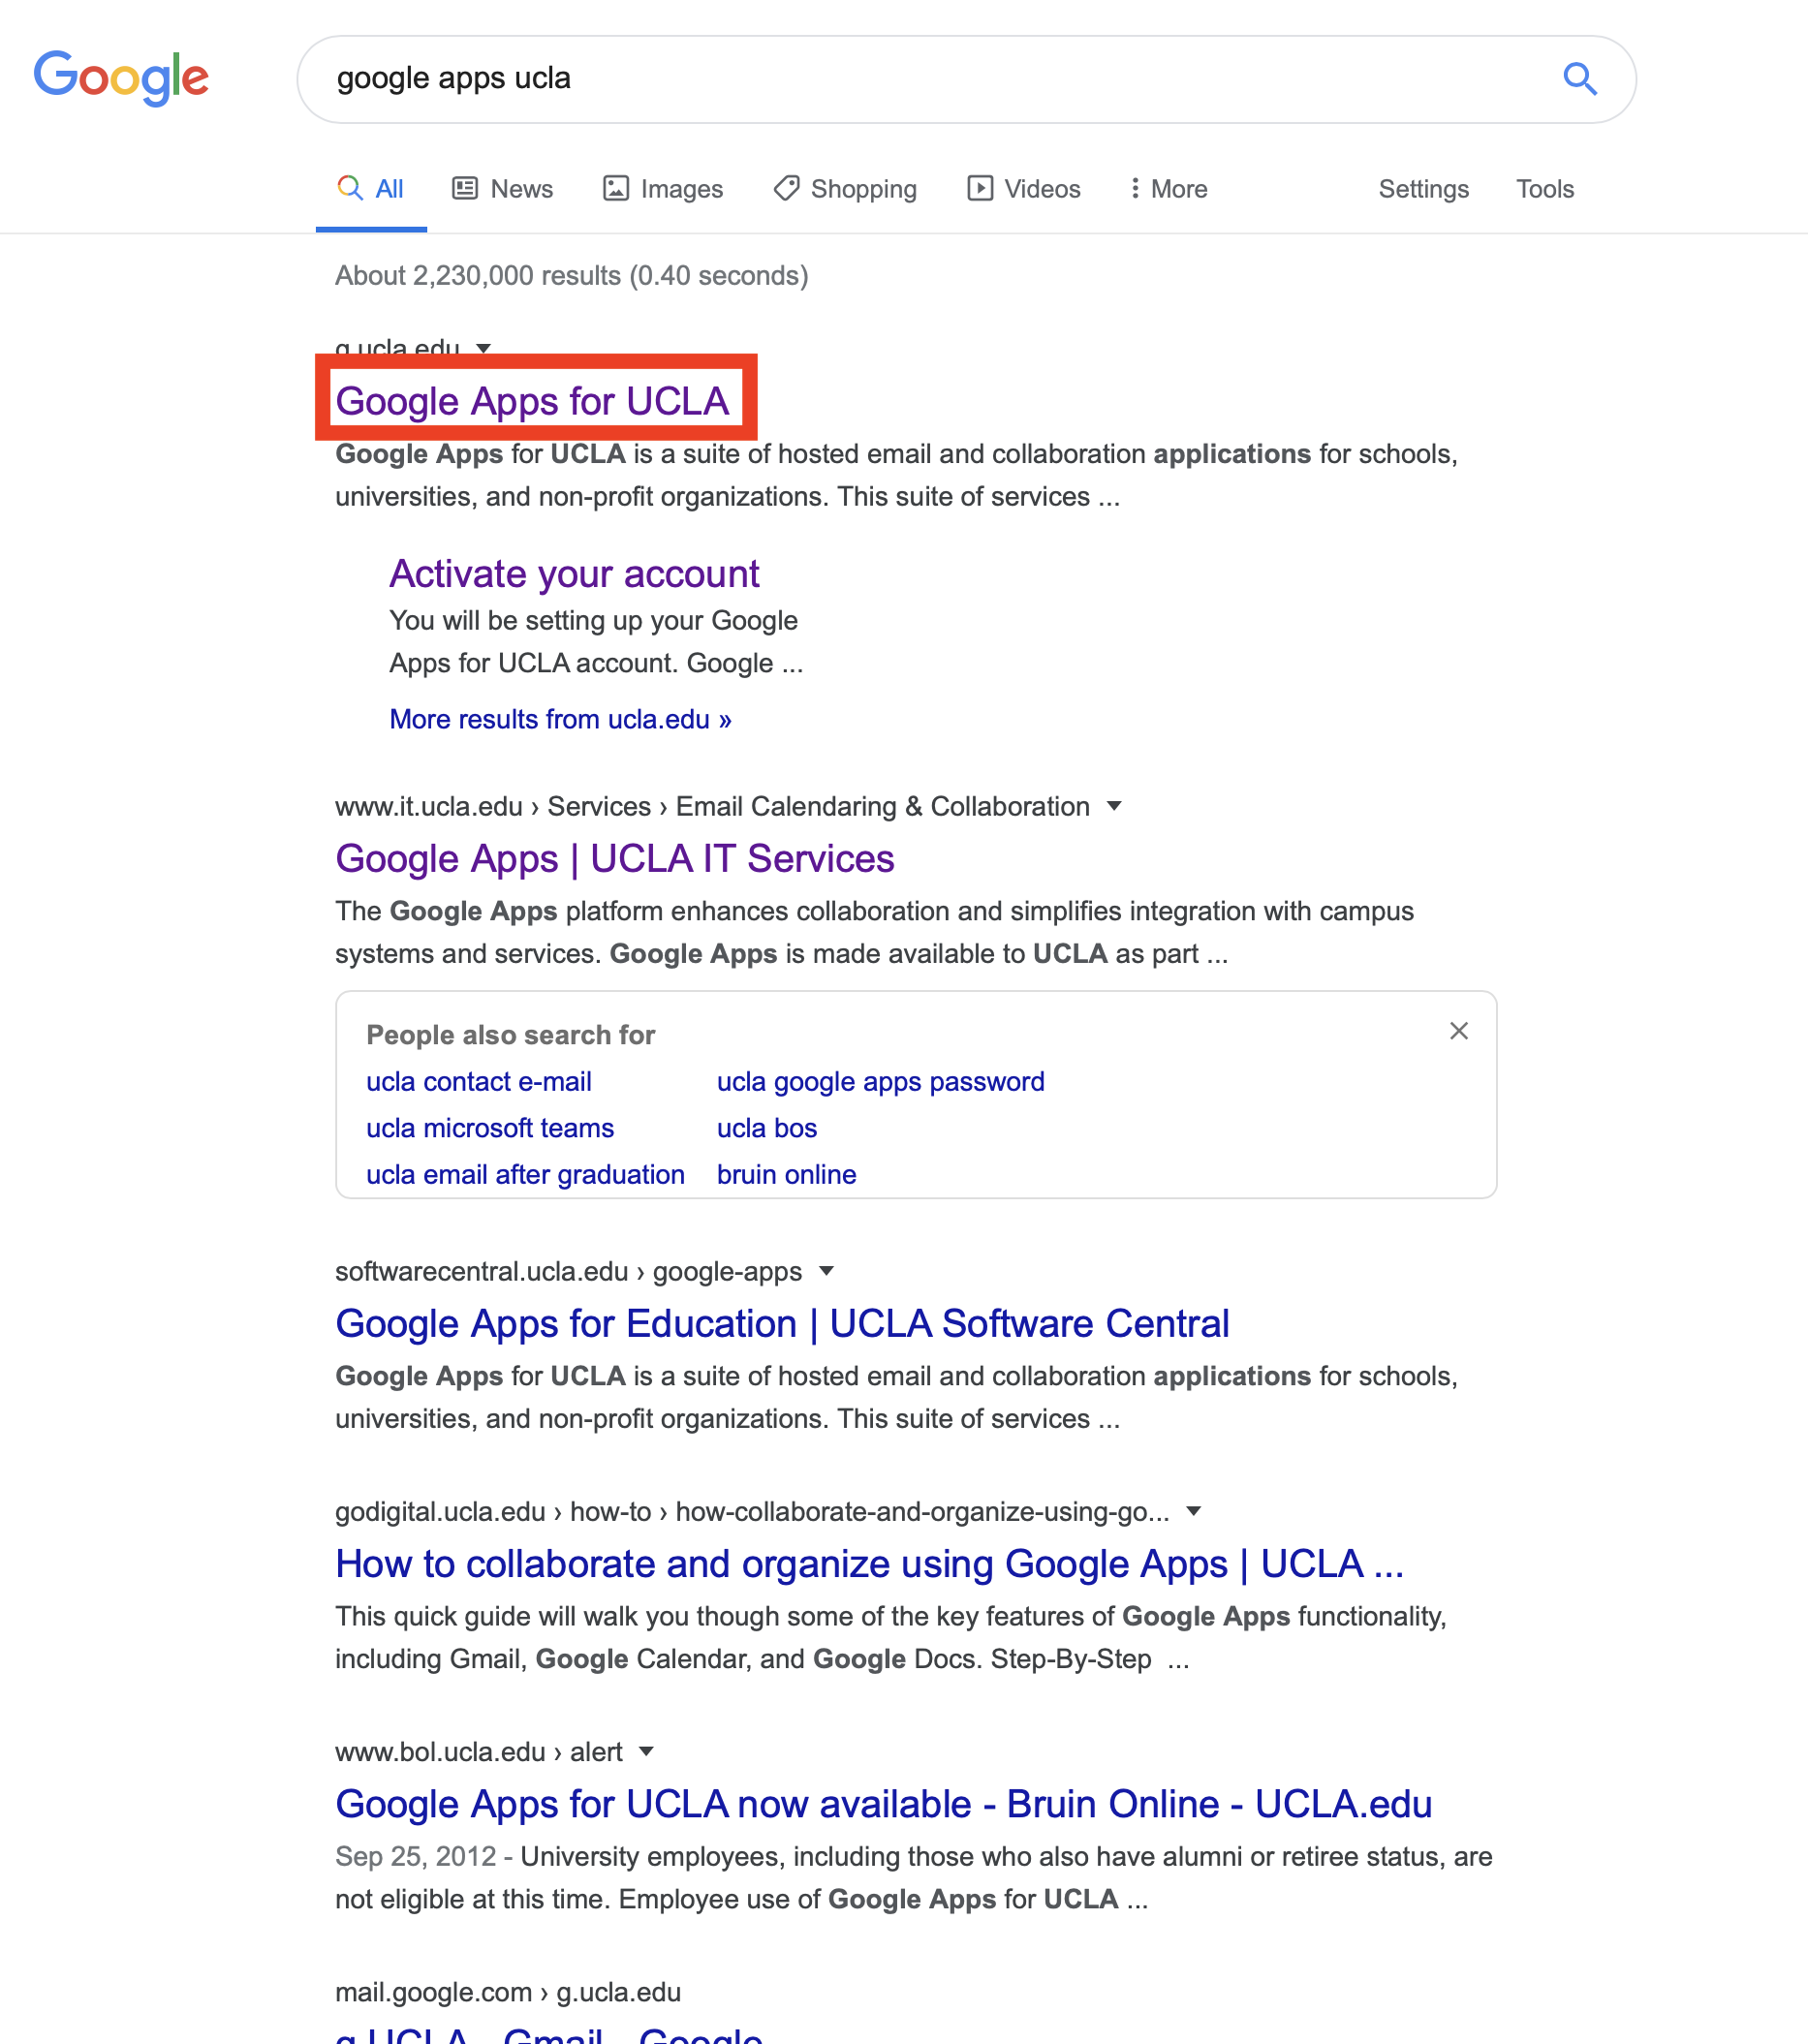 Google
google apps ucla
All News Images Shopping Videos More Settings Tools
About 2,230,000 results (0.40 seconds)
g.ucla.edu
Google Apps for UCLA
Google Apps for UCLA is a suite of hosted email and collaboration applications for schools,
universities, and non-profit organizations. This suite of services ...
Activate your account
You will be setting up your Google
Apps for UCLA account. Google ...
More results from ucla.edu »
www.it.ucla.edu › Services › Email Calendaring & Collaboration
Google Apps | UCLA IT Services
The Google Apps platform enhances collaboration and simplifies integration with campus
systems and services. Google Apps is made available to UCLA as part ...
People also search for
ucla contact e-mail ucla google apps password
ucla microsoft teams ucla bos
ucla email after graduation bruin online
softwarecentral.ucla.edu › google-apps
Google Apps for Education | UCLA Software Central
Google Apps for UCLA is a suite of hosted email and collaboration applications for schools,
universities, and non-profit organizations. This suite of services ...
godigital.ucla.edu › how-to › how-collaborate-and-organize-using-go...
How to collaborate and organize using Google Apps | UCLA ...
This quick guide will walk you though some of the key features of Google Apps functionality,
including Gmail, Google Calendar, and Google Docs. Step-By-Step ...
www.bol.ucla.edu › alert
Google Apps for UCLA now available - Bruin Online - UCLA.edu
Sep 25, 2012 - University employees, including those who also have alumni or retiree status, are
not eligible at this time. Employee use of Google Apps for UCLA ...
mail.google.com › g.ucla.edu
g.UCLA - Gmail - Google